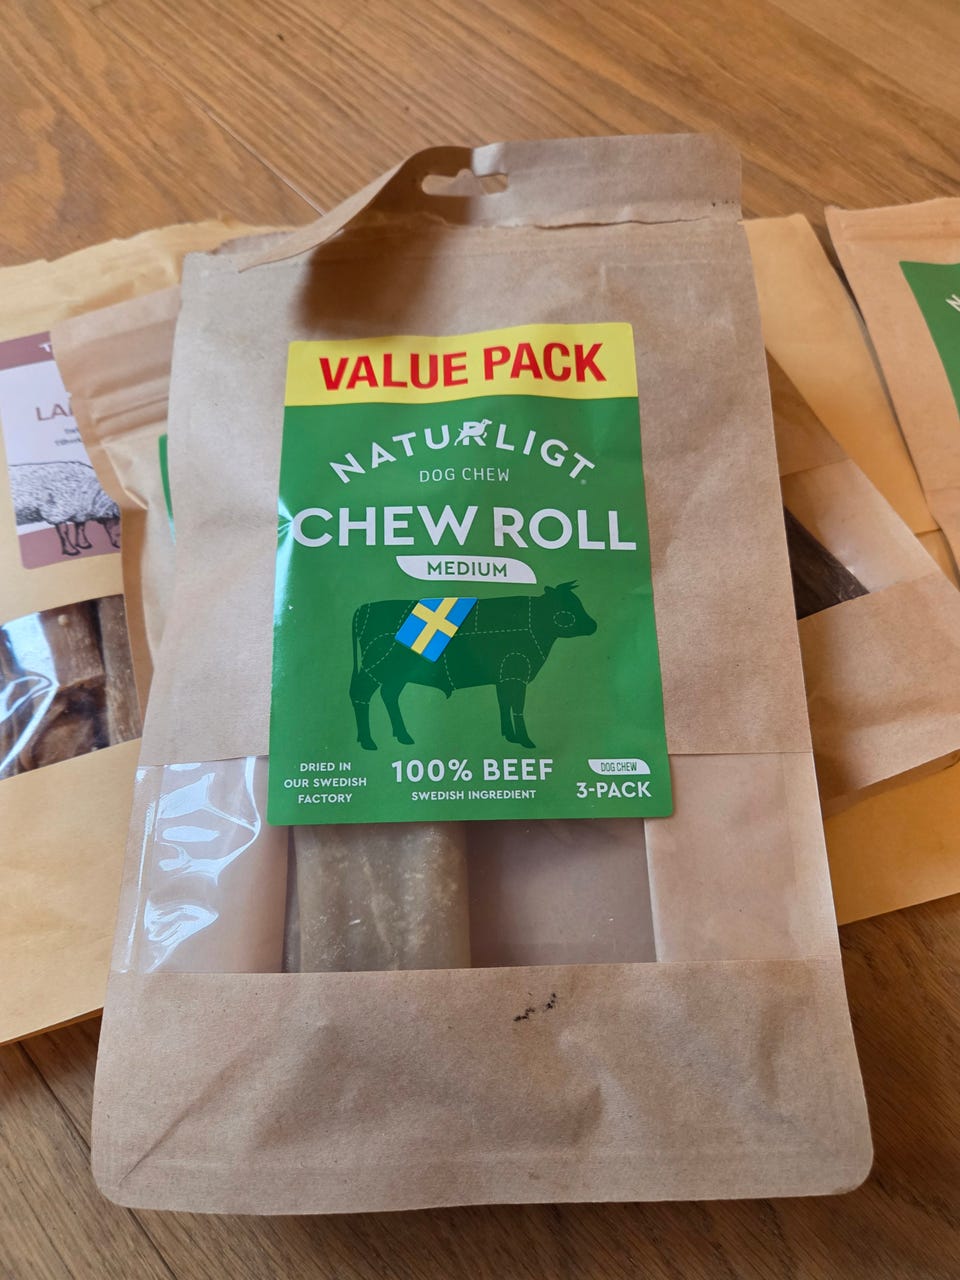 VALUE PACK
NATURLIGT
DOG CHEW
CHEW ROLL
MEDIUM
DRIED IN
OUR SWEDISH
FACTORY
100% BEEF
SWEDISH INGREDIENT
DOG CHEW
3-PACK